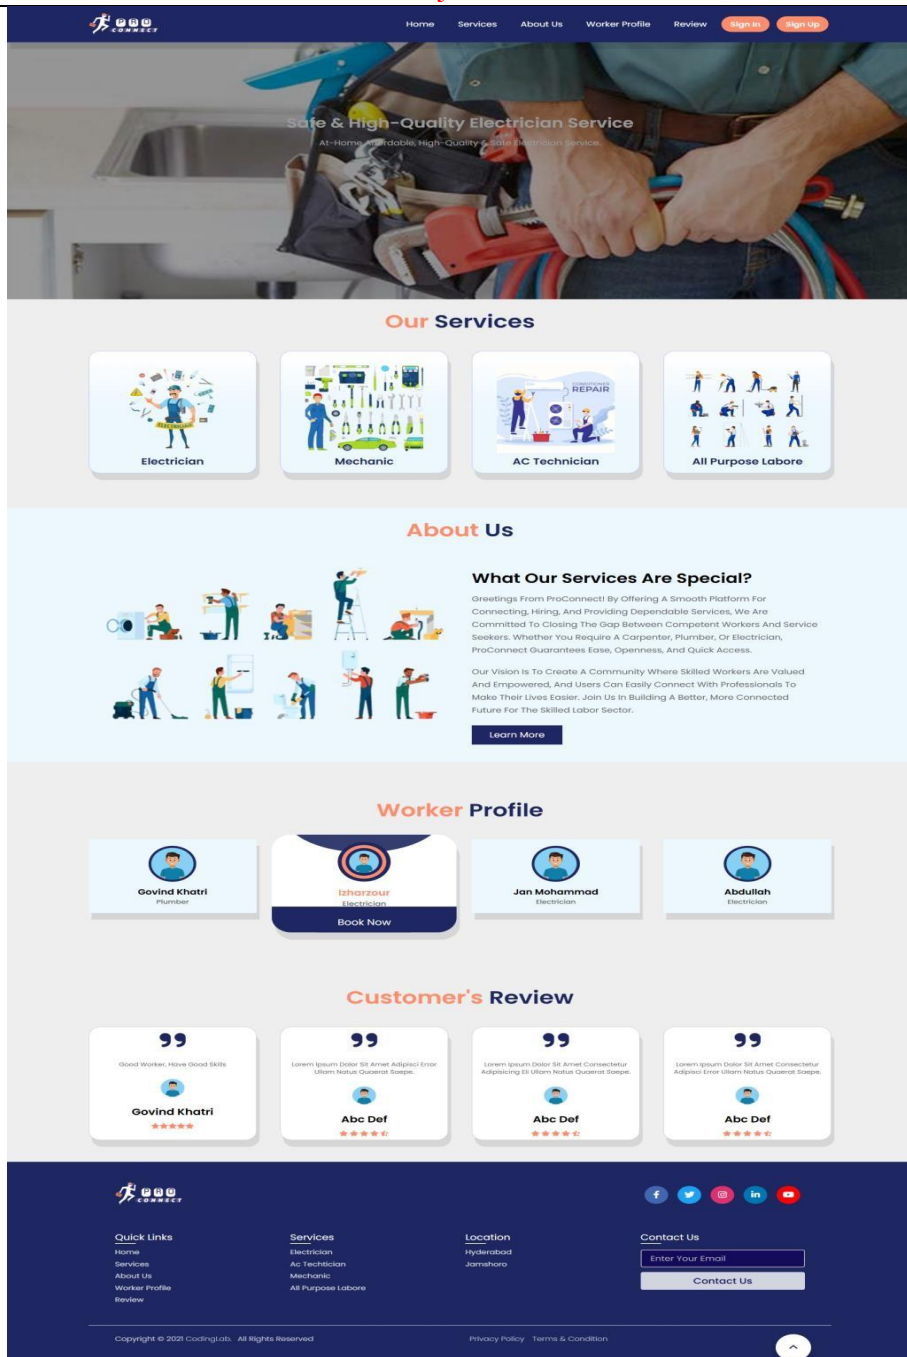 PRO
CONNECT
Home Services About Us Worker Profile Review Sign In Sign Up
Safe & High-Quality Electrician Service
At-Home Affordable, High-Quality & Safe Electrician Service.
Our Services
CONDITIONER
REPAIR
Electrician Mechanic AC Technician All Purpose Labore
About Us
What Our Services Are Special?
Greetings From ProConnect! By Offering A Smooth Platform For
Connecting, Hiring, And Providing Dependable Services, We Are
Committed To Closing The Gap Between Competent Workers And Service
Seekers. Whether You Require A Carpenter, Plumber, Or Electrician,
ProConnect Guarantees Ease, Openness, And Quick Access.
Our Vision Is To Create A Community Where Skilled Workers Are Valued
And Empowered, And Users Can Easily Connect With Professionals To
Make Their Lives Easier. Join Us In Building A Better, More Connected
Future For The Skilled Labor Sector.
Learn More
Worker Profile
Govind Khatri
Plumber
Izharzour
Electrician
Book Now
Jan Mohammad
Electrician
Abdullah
Electrician
Customer's Review
Good Worker, Have Good Skills
Govind Khatri
Lorem Ipsum Dolor Sit Amet Adipisci Error
Ullam Natus Quaerat Saepe.
Abc Def
Lorem Ipsum Dolor Sit Amet Consectetur
Adipisicing Eli Ullam Natus Quaerat Saepe.
Abc Def
Lorem Ipsum Dolor Sit Amet Consectetur
Adipisci Error Ullam Natus Quaerat Saepe.
Abc Def
PRO
CONNECT
Quick Links
Home
Services
About Us
Worker Profile
Review
Services
Electrician
Ac Techtician
Mechanic
All Purpose Labore
Location
Hyderabad
Jamshoro
Contact Us
Enter Your Email
Contact Us
Copyright © 2021 CodingLab. All Rights Reserved
Privacy Policy Terms & Condition